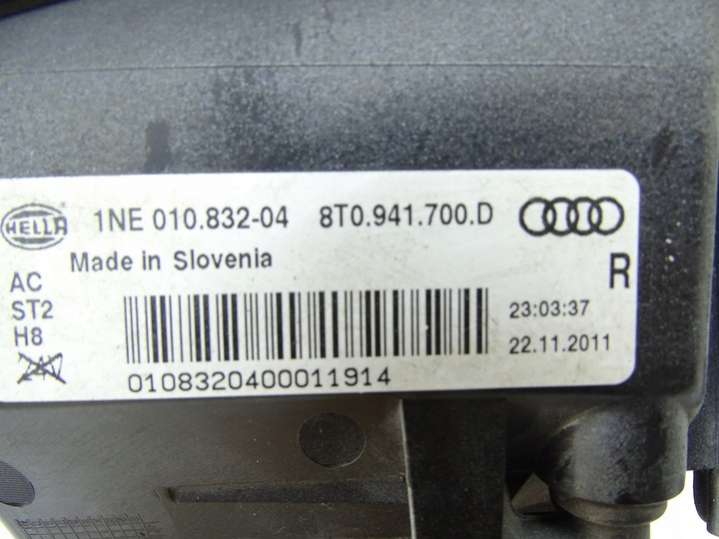 HELLA 1NE 010.832-04 8T0.941.700.D
Made in Slovenia R
AC
ST2
H8
24V
23:03:37
22.11.2011
0108320400011914